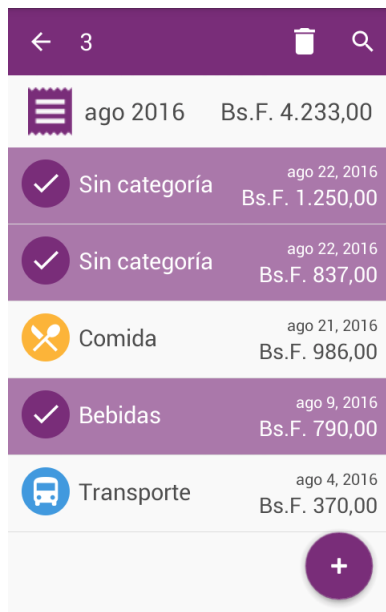 3
ago 2016 Bs.F. 4.233,00
ago 22, 2016
Sin categoría Bs.F. 1.250,00
ago 22, 2016
Sin categoría Bs.F. 837,00
ago 21, 2016
Comida Bs.F. 986,00
ago 9, 2016
Bebidas Bs.F. 790,00
ago 4, 2016
Transporte Bs.F. 370,00
+